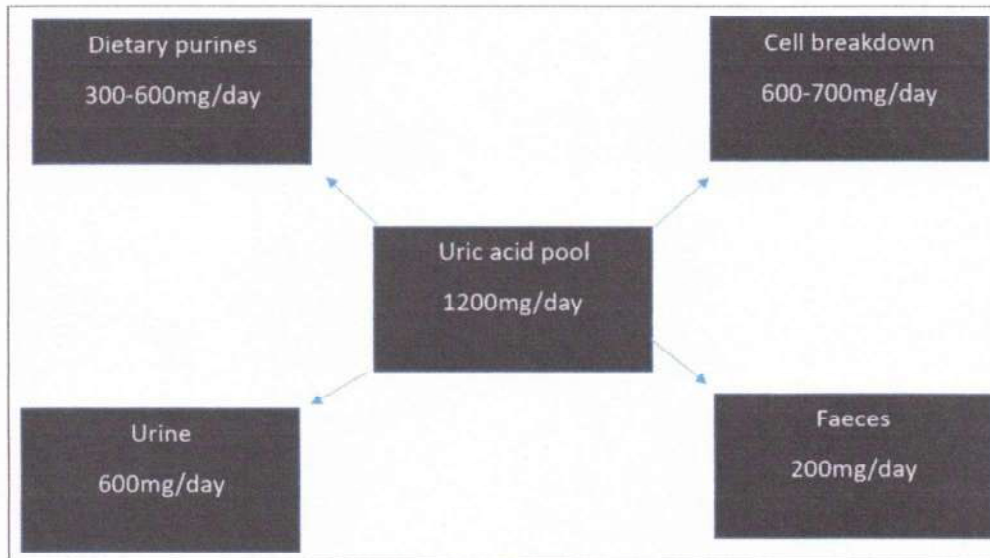 Dietary purines
300-600mg/day
Cell breakdown
600-700mg/day
Uric acid pool
1200mg/day
Urine
600mg/day
Faeces
200mg/day